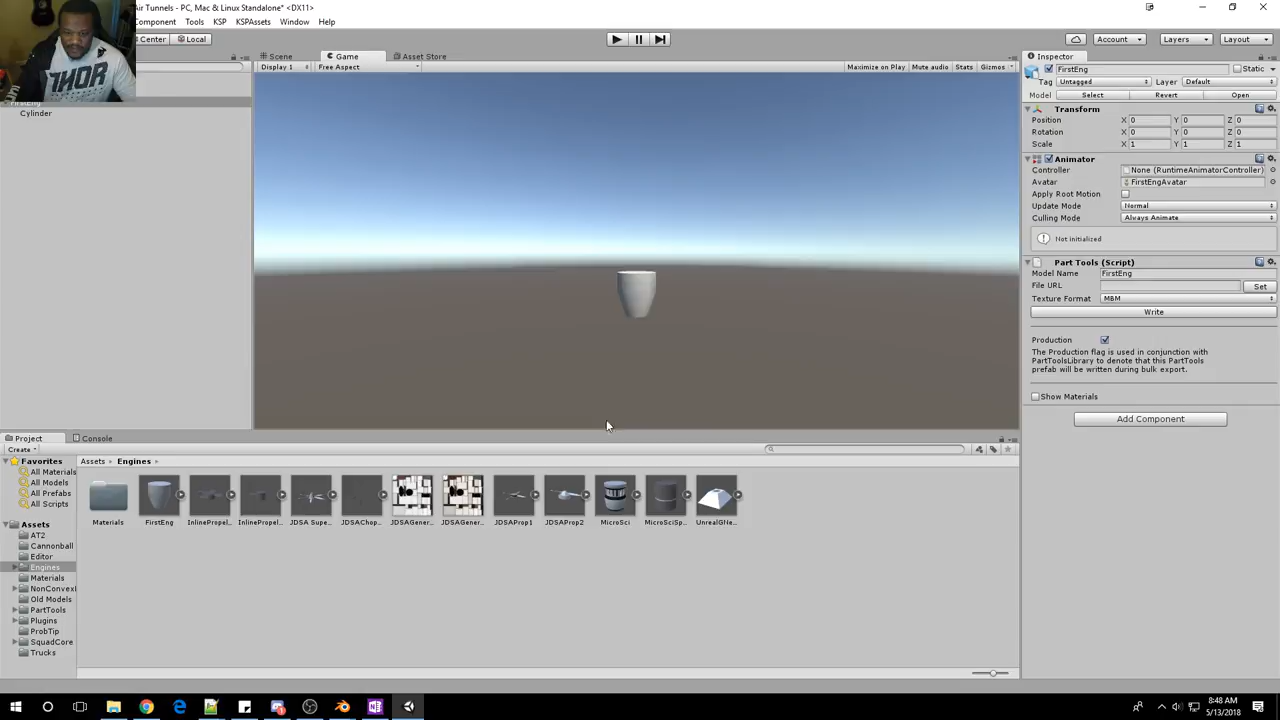 Air Tunnels - PC, Mac & Linux Standalone* <DX11>
Component Tools KSP KSPAssets Window Help
Center Local
Account Layers Layout
Scene Game Asset Store
Display 1 Free Aspect
Maximize on Play Mute audio Stats Gizmos
FirstEng
Cylinder
THOR
Inspector
FirstEng Static
Tag Untagged Layer Default
Model Select Revert Open
Transform
Position X 0 Y 0 Z 0
Rotation X 0 Y 0 Z 0
Scale X 1 Y 1 Z 1
Animator
Controller None (RuntimeAnimatorController)
Avatar FirstEngAvatar
Apply Root Motion
Update Mode Normal
Culling Mode Always Animate
Not initialized
Part Tools (Script)
Model Name FirstEng
File URL Set
Texture Format MBM
Write
Production
The Production flag is used in conjunction with
PartToolsLibrary to denote that this PartTools
prefab will be written during bulk export.
Show Materials
Add Component
Project Console
Create
Favorites
All Materials
All Models
All Prefabs
All Scripts
Assets
AT2
Cannonball
Editor
Engines
Materials
NonConvexI
Old Models
PartTools
Plugins
ProbTip
SquadCore
Trucks
Assets Engines
Materials FirstEng InlinePropel... InlinePropel... JDSA Supe... JDSAChop... JDSAGener... JDSAGener... JDSAProp1 JDSAProp2 MicroSci MicroSciSp... UnrealGNe...
8:48 AM
5/13/2018